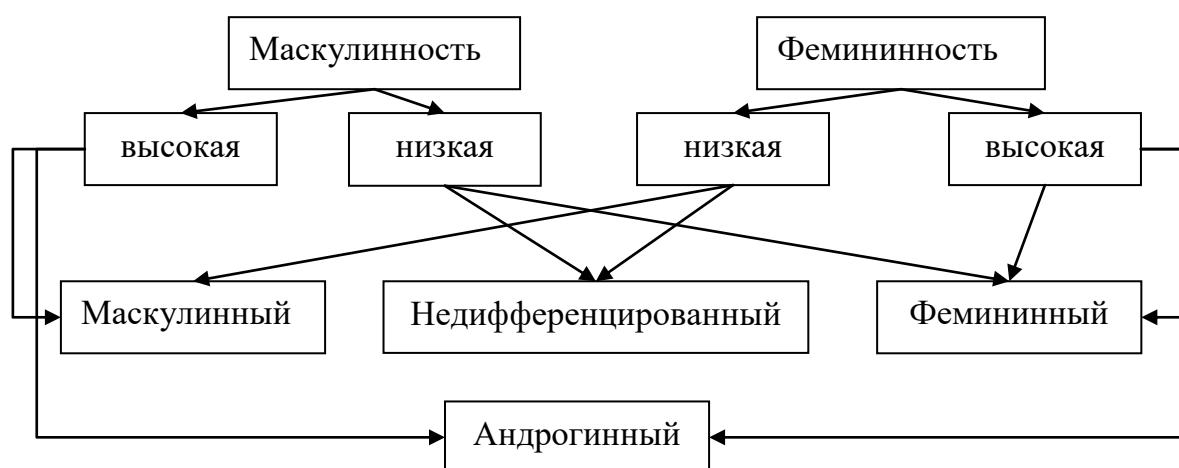 Маскулинность
Фемининность
высокая
низкая
низкая
высокая
Маскулинный
Недифференцированный
Фемининный
Андрогинный